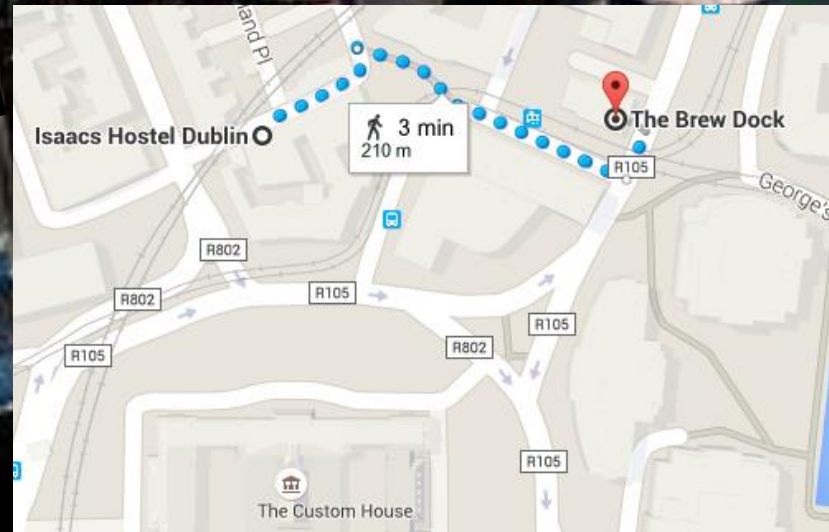 land Pl
Isaacs Hostel Dublin
3 min
210 m
The Brew Dock
R105
George's
R802
R802
R105
R105
R802
R105
R105
The Custom House